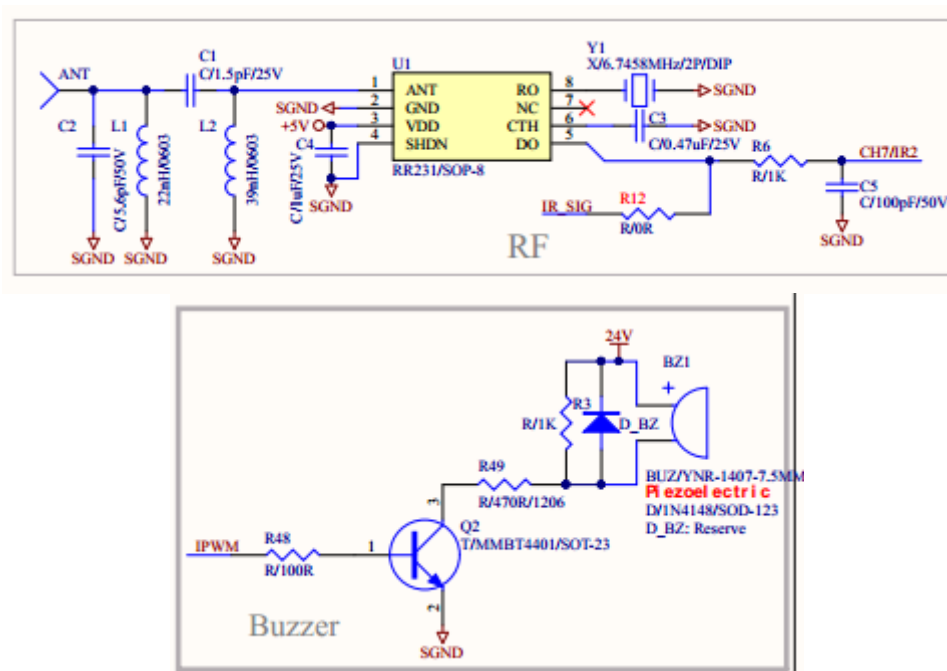 ANT
C1
C/1.5pF/25V
C2
C/5.6pF/50V
L1
22nH/0603
L2
39nH/0603
SGND
SGND
SGND
U1
1
2
3
4
ANT
GND
VDD
SHDN
RO
NC
CTH
DO
8
7
6
5
RR231/SOP-8
SGND
+5V
C4
C/1uF/25V
SGND
Y1
X/6.7458MHz/2P/DIP
SGND
C3
SGND
C/0.47uF/25V
R6
R/1K
CH7/IR2
C5
C/100pF/50V
SGND
IR_SIG
R12
R/0R
RF
24V
BZ1
+
R3
R/1K
D_BZ
BUZ/YNR-1407-7.5MM
Piezoelectric
D/1N4148/SOD-123
D_BZ: Reserve
R49
R/470R/1206
3
Q2
T/MMBT4401/SOT-23
IPWM
R48
R/100R
1
2
SGND
Buzzer